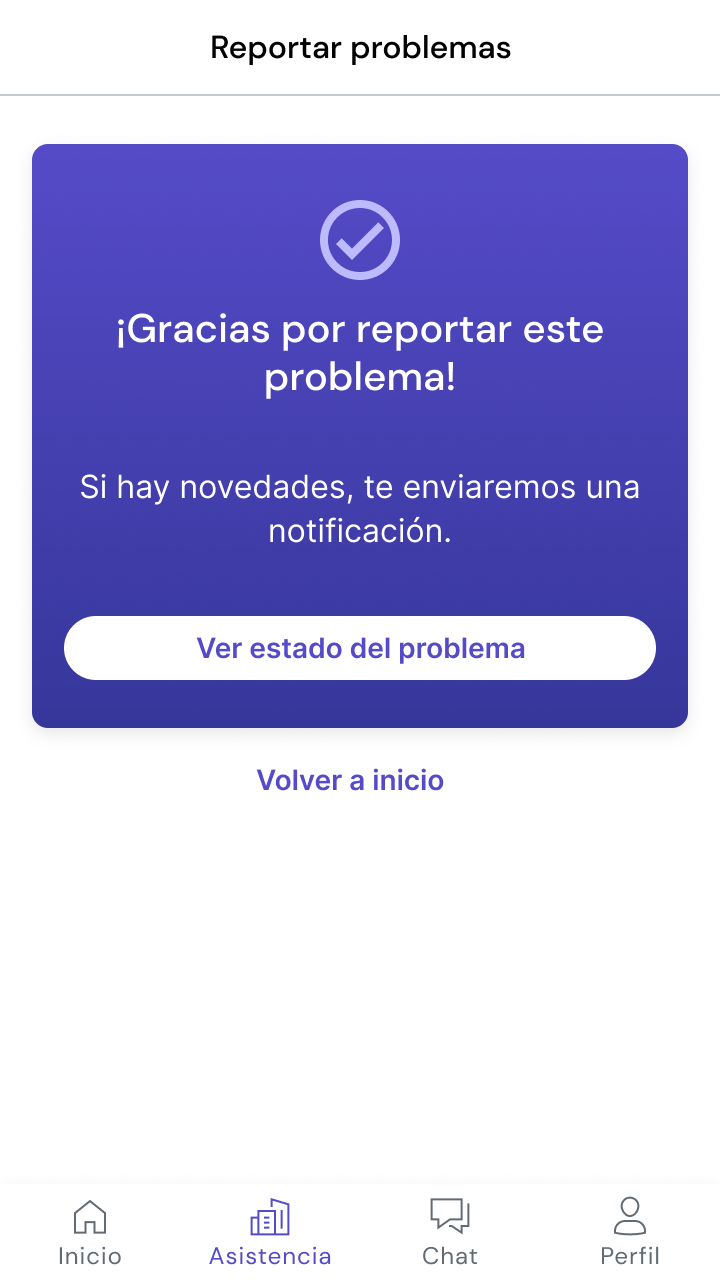 Reportar problemas
¡Gracias por reportar este
problema!
Si hay novedades, te enviaremos una
notificación.
Ver estado del problema
Volver a inicio
Inicio
Asistencia
Chat
Perfil